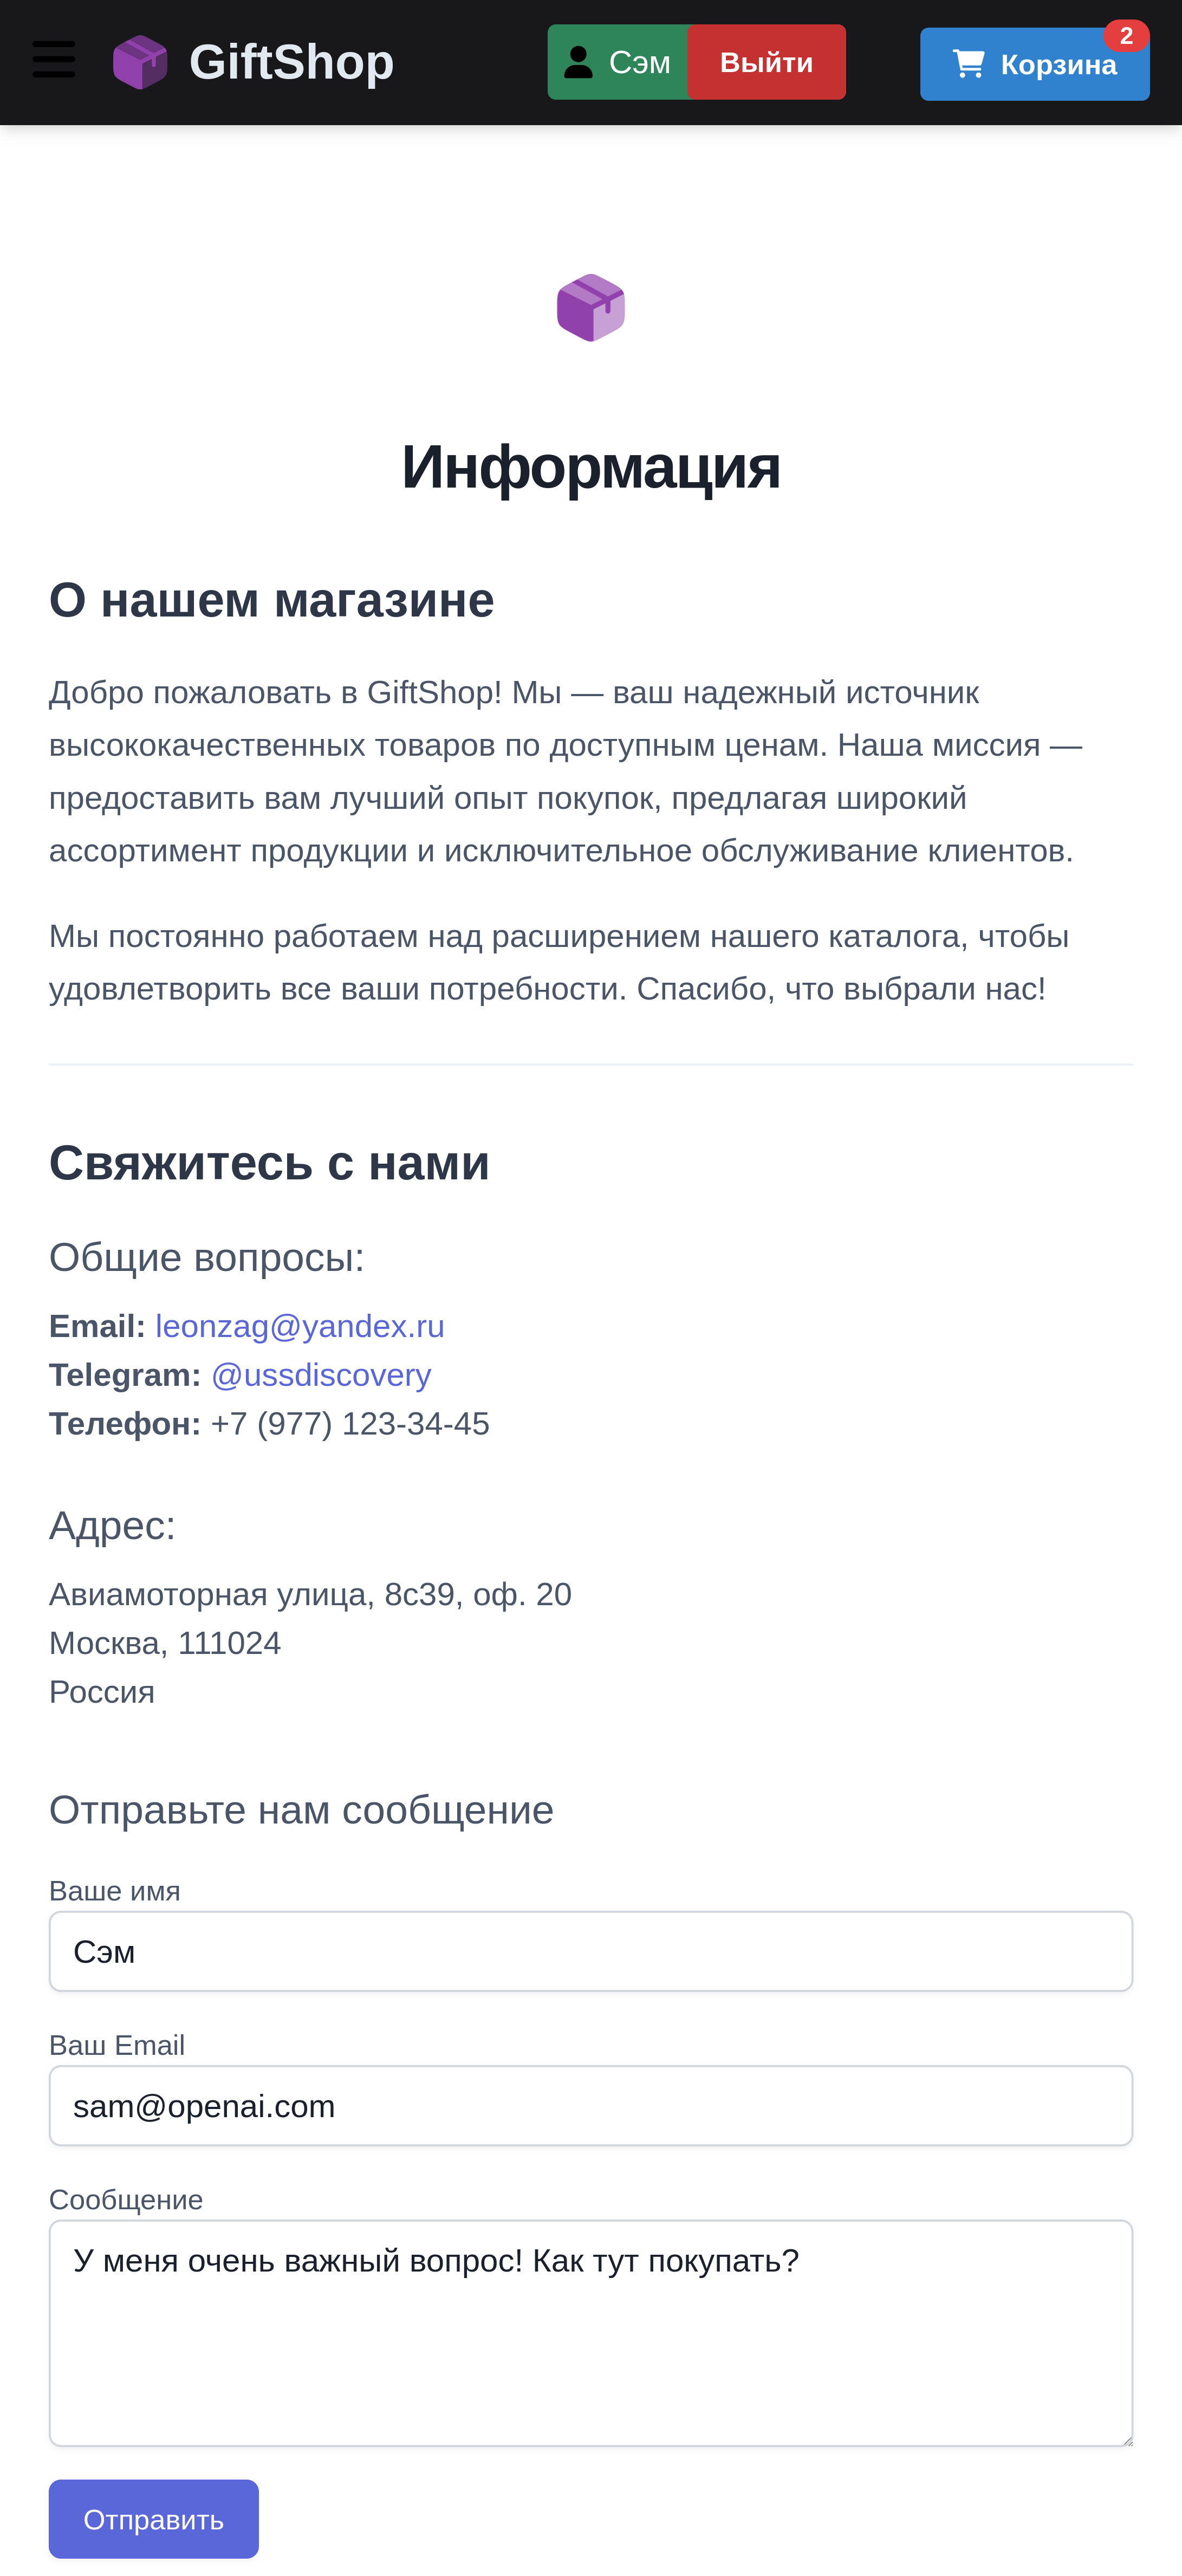 GiftShop
Сэм
Выйти
Корзина
2
Информация
О нашем магазине
Добро пожаловать в GiftShop! Мы — ваш надежный источник
высококачественных товаров по доступным ценам. Наша миссия —
предоставить вам лучший опыт покупок, предлагая широкий
ассортимент продукции и исключительное обслуживание клиентов.
Мы постоянно работаем над расширением нашего каталога, чтобы
удовлетворить все ваши потребности. Спасибо, что выбрали нас!
Свяжитесь с нами
Общие вопросы:
Email: leonzag@yandex.ru
Telegram: @ussdiscovery
Телефон: +7 (977) 123-34-45
Адрес:
Авиамоторная улица, 8с39, оф. 20
Москва, 111024
Россия
Отправьте нам сообщение
Ваше имя
Сэм
Ваш Email
sam@openai.com
Сообщение
У меня очень важный вопрос! Как тут покупать?
Отправить